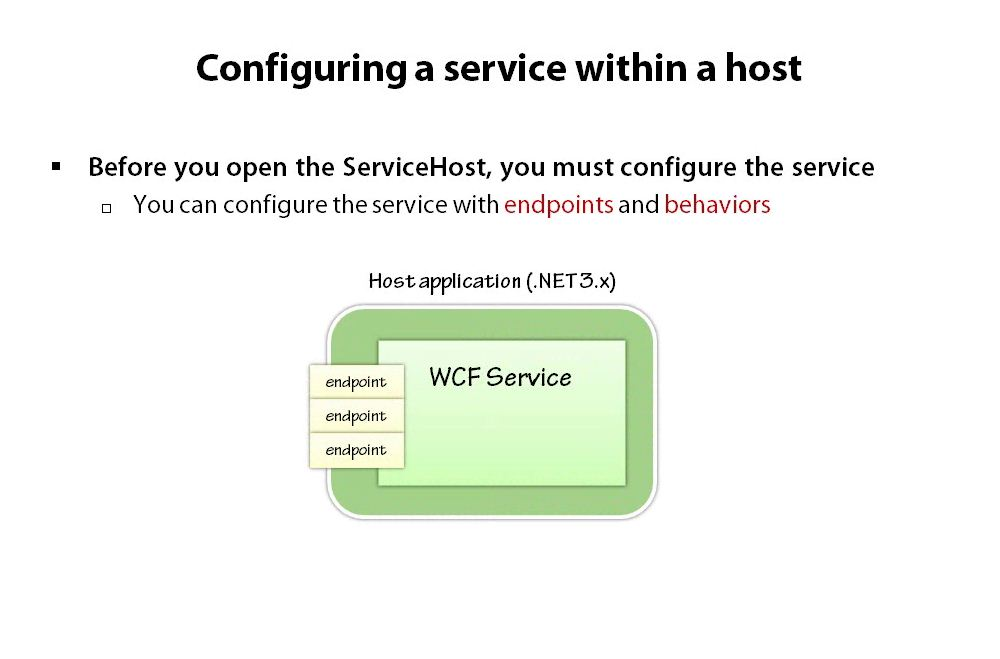 Configuring a service within a host
Before you open the ServiceHost, you must configure the service
You can configure the service with endpoints and behaviors
Host application (.NET 3.x)
WCF Service
endpoint
endpoint
endpoint